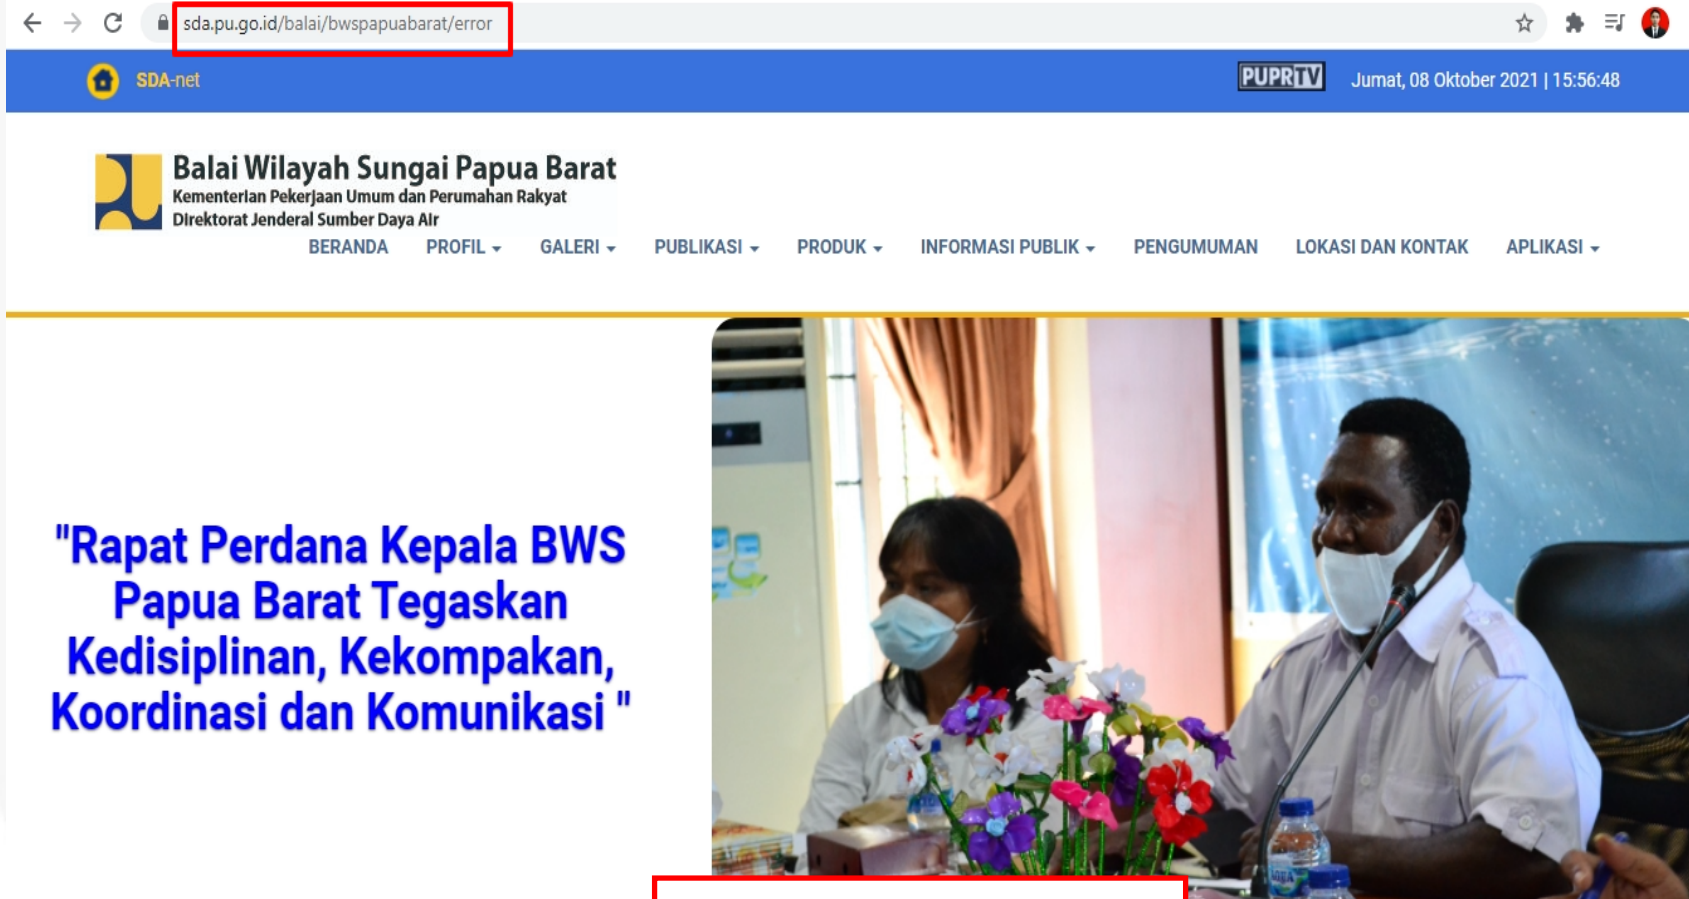 sda.pu.go.id/balai/bwspapuabarat/error
SDA-net
PUPRTV
Jumat, 08 Oktober 2021 | 15:56:48
Balai Wilayah Sungai Papua Barat
Kementerian Pekerjaan Umum dan Perumahan Rakyat
Direktorat Jenderal Sumber Daya Air
BERANDA PROFIL GALERI PUBLIKASI PRODUK INFORMASI PUBLIK PENGUMUMAN LOKASI DAN KONTAK APLIKASI
"Rapat Perdana Kepala BWS
Papua Barat Tegaskan
Kedisiplinan, Kekompakan,
Koordinasi dan Komunikasi "